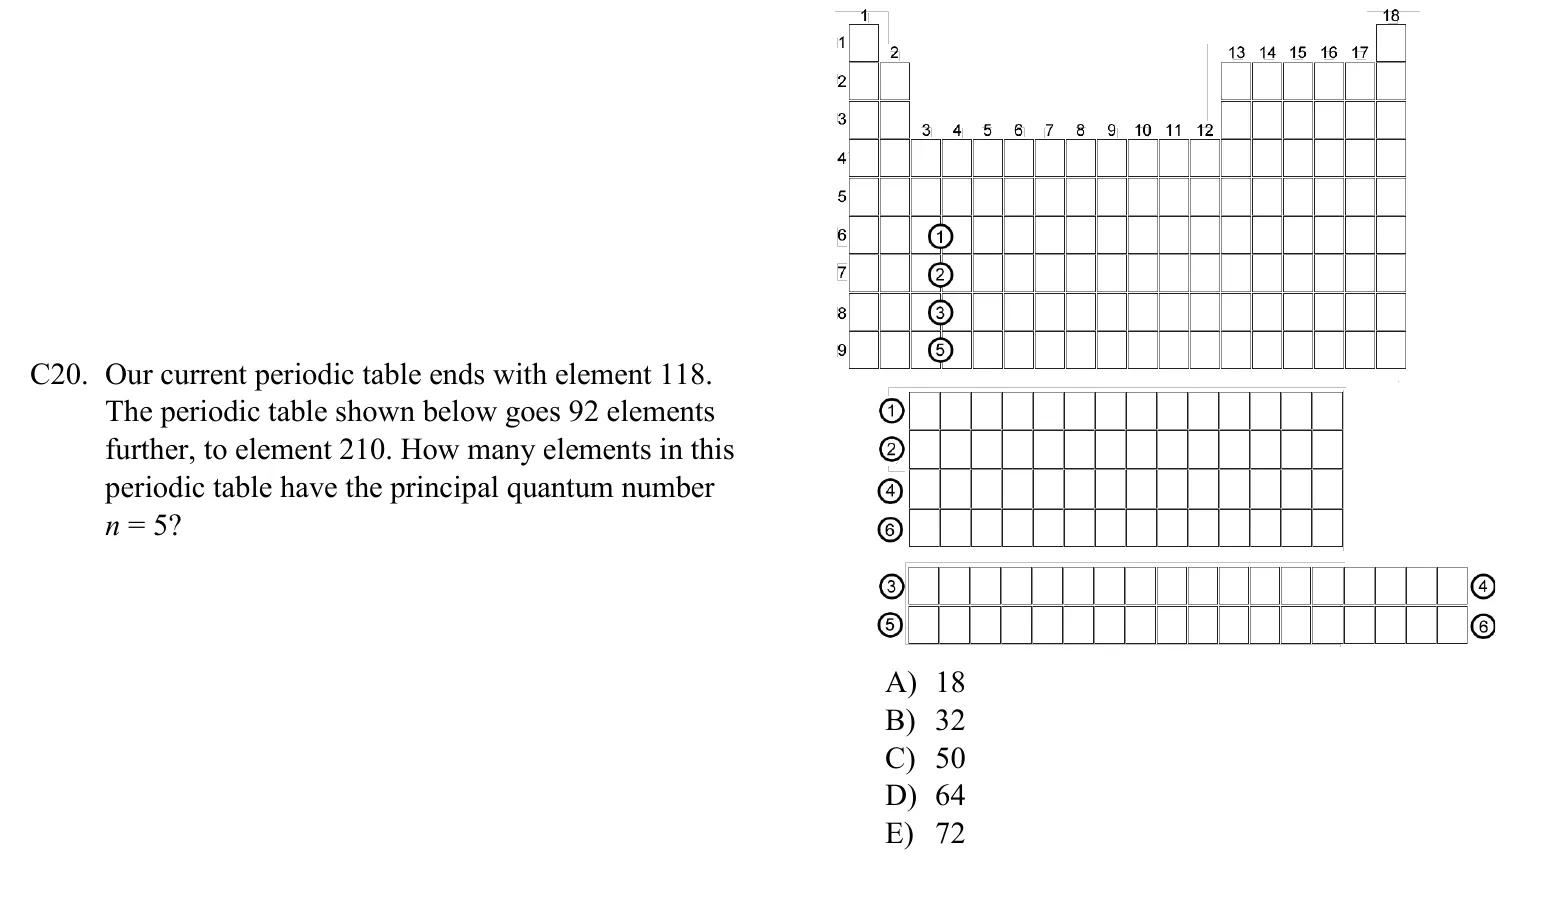 C20. Our current periodic table ends with element 118.
The periodic table shown below goes 92 elements
further, to element 210. How many elements in this
periodic table have the principal quantum number
n = 5?
1 18
1
2 13 14 15 16 17
2
3
3 4 5 6 7 8 9 10 11 12
4
5
6 1
7 2
8 3
9 5
1
2
4
6
3 4
5 6
A) 18
B) 32
C) 50
D) 64
E) 72